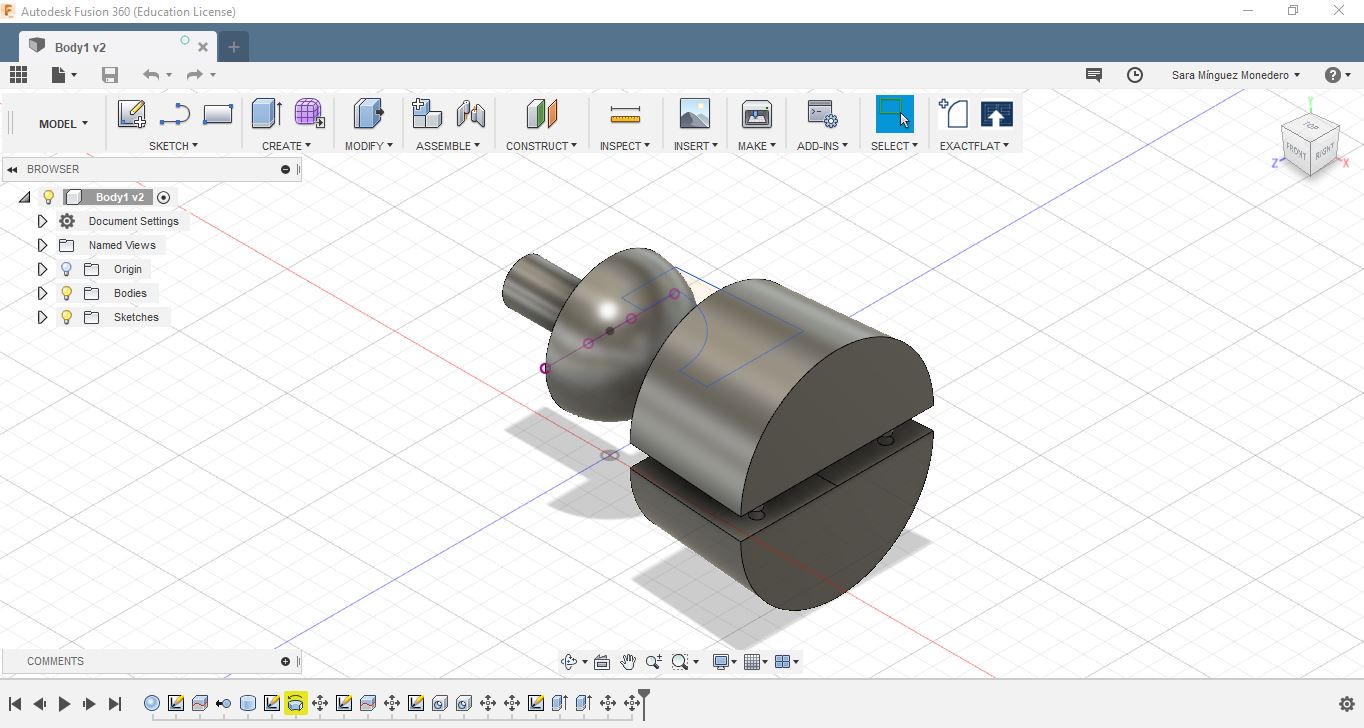 Autodesk Fusion 360 (Education License)
Body1 v2
Sara Mínguez Monedero
MODEL
SKETCH
CREATE
MODIFY
ASSEMBLE
CONSTRUCT
INSPECT
INSERT
MAKE
ADD-INS
SELECT
EXACTFLAT
BROWSER
Body1 v2
Document Settings
Named Views
Origin
Bodies
Sketches
Y
TOP
FRONT
RIGHT
Z
X
COMMENTS